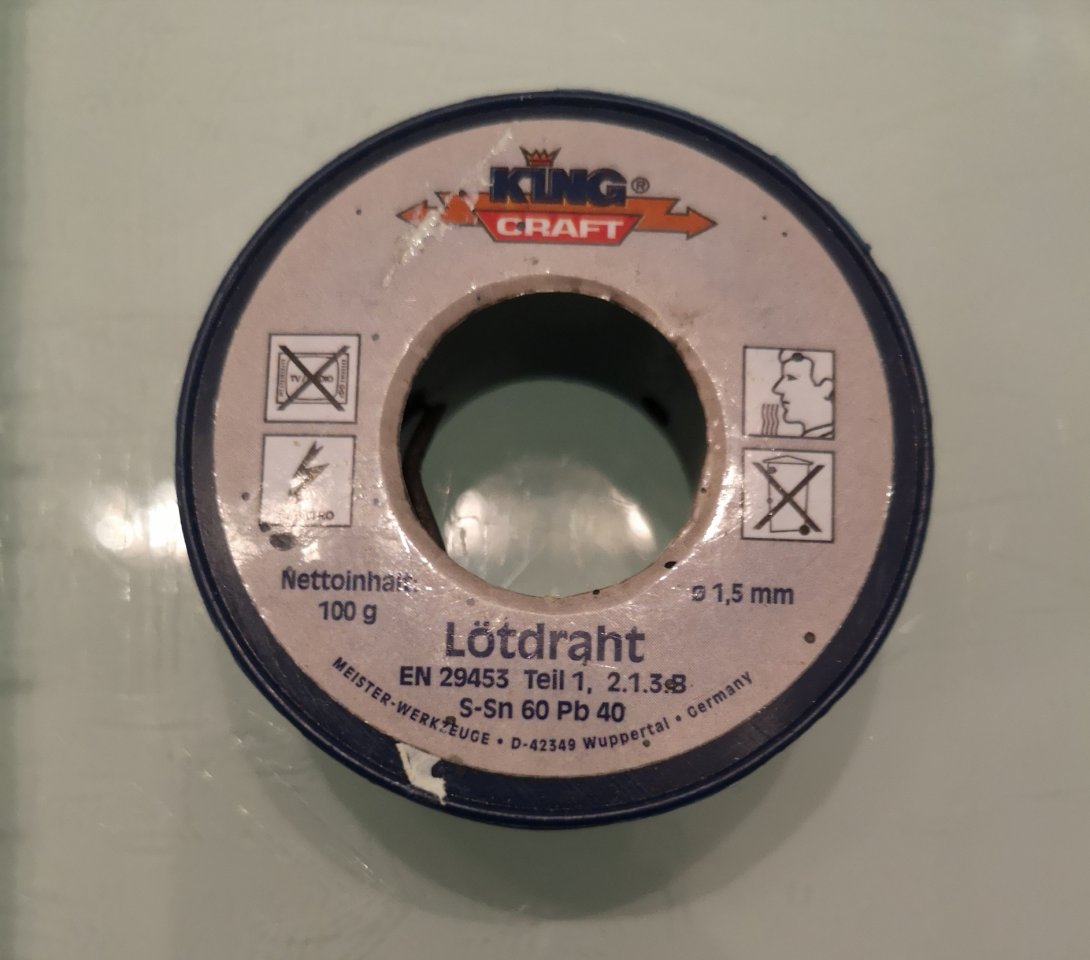 KING®
CRAFT
TV
Nettoinhalt:
100 g
ø 1,5 mm
Lötdraht
EN 29453 Teil 1, 2.1.3.B
S-Sn 60 Pb 40
MEISTER-WERKZEUGE • D-42349 Wuppertal • Germany